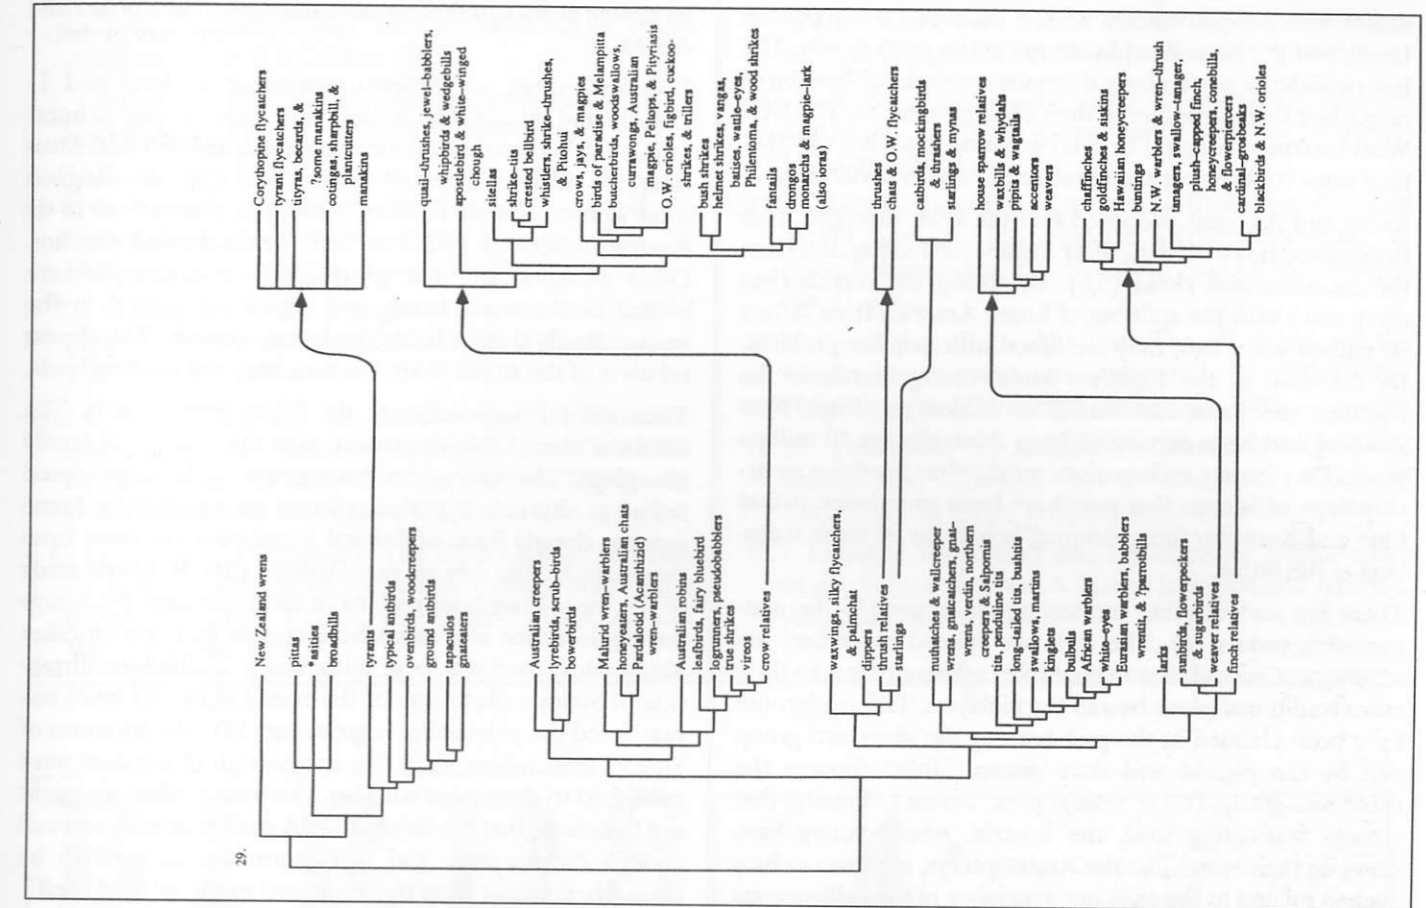 29.
New Zealand wrens
pittas
*asities
broadbills
tyrants
typical antbirds
ovenbirds, woodcreepers
ground antbirds
tapaculos
gnateaters
Australian creepers
lyrebirds, scrub-birds
bowerbirds
Malurid wren-warblers
honeyeaters, Australian chats
Pardalotid (Acanthizid)
wren-warblers
Australian robins
leafbirds, fairy bluebird
logrunners, pseudobabblers
true shrikes
vireos
crow relatives
waxwings, silky flycatchers,
& palmchat
dippers
thrush relatives
starlings
nuthatches & wallcreeper
wrens, gnatcatchers, gnat-
wrens, verdin, northern
creepers & Salpornis
tits, penduline tits
long-tailed tits, bushtits
swallows, martins
kinglets
bulbuls
African warblers
white-eyes
Eurasian warblers, babblers
wrentit, & ?parrotbills
larks
sunbirds, flowerpeckers
& sugarbirds
weaver relatives
finch relatives
Corythopine flycatchers
tyrant flycatchers
tityras, becards, &
?some manakins
cotingas, sharpbill, &
plantcutters
manakins
quail-thrushes, jewel-babblers,
whipbirds & wedgebills
apostlebird & white-winged
chough
sitellas
shrike-tits
crested bellbird
whistlers, shrike-thrushes,
& Pitohui
crows, jays & magpies
birds of paradise & Melampitta
butcherbirds, woodswallows,
currawongs, Australian
magpie, Peltops, & Pityriasis
O.W. orioles, figbird, cuckoo-
shrikes, & trillers
bush shrikes
helmet shrikes, vangas,
batises, wattle-eyes,
Philentoma, & wood shrikes
fantails
drongos
monarchs & magpie-lark
(also ioras)
thrushes
chats & O.W. flycatchers
catbirds, mockingbirds
& thrashers
starlings & mynas
house sparrow relatives
waxbills & whydahs
pipits & wagtails
accentors
weavers
chaffinches
goldfinches & siskins
Hawaiian honeycreepers
buntings
N.W. warblers & wren-thrush
tanagers, swallow-tanager,
plush-capped finch,
honeycreepers, conebills,
& flowerpiercers
cardinal-grosbeaks
blackbirds & N.W. orioles